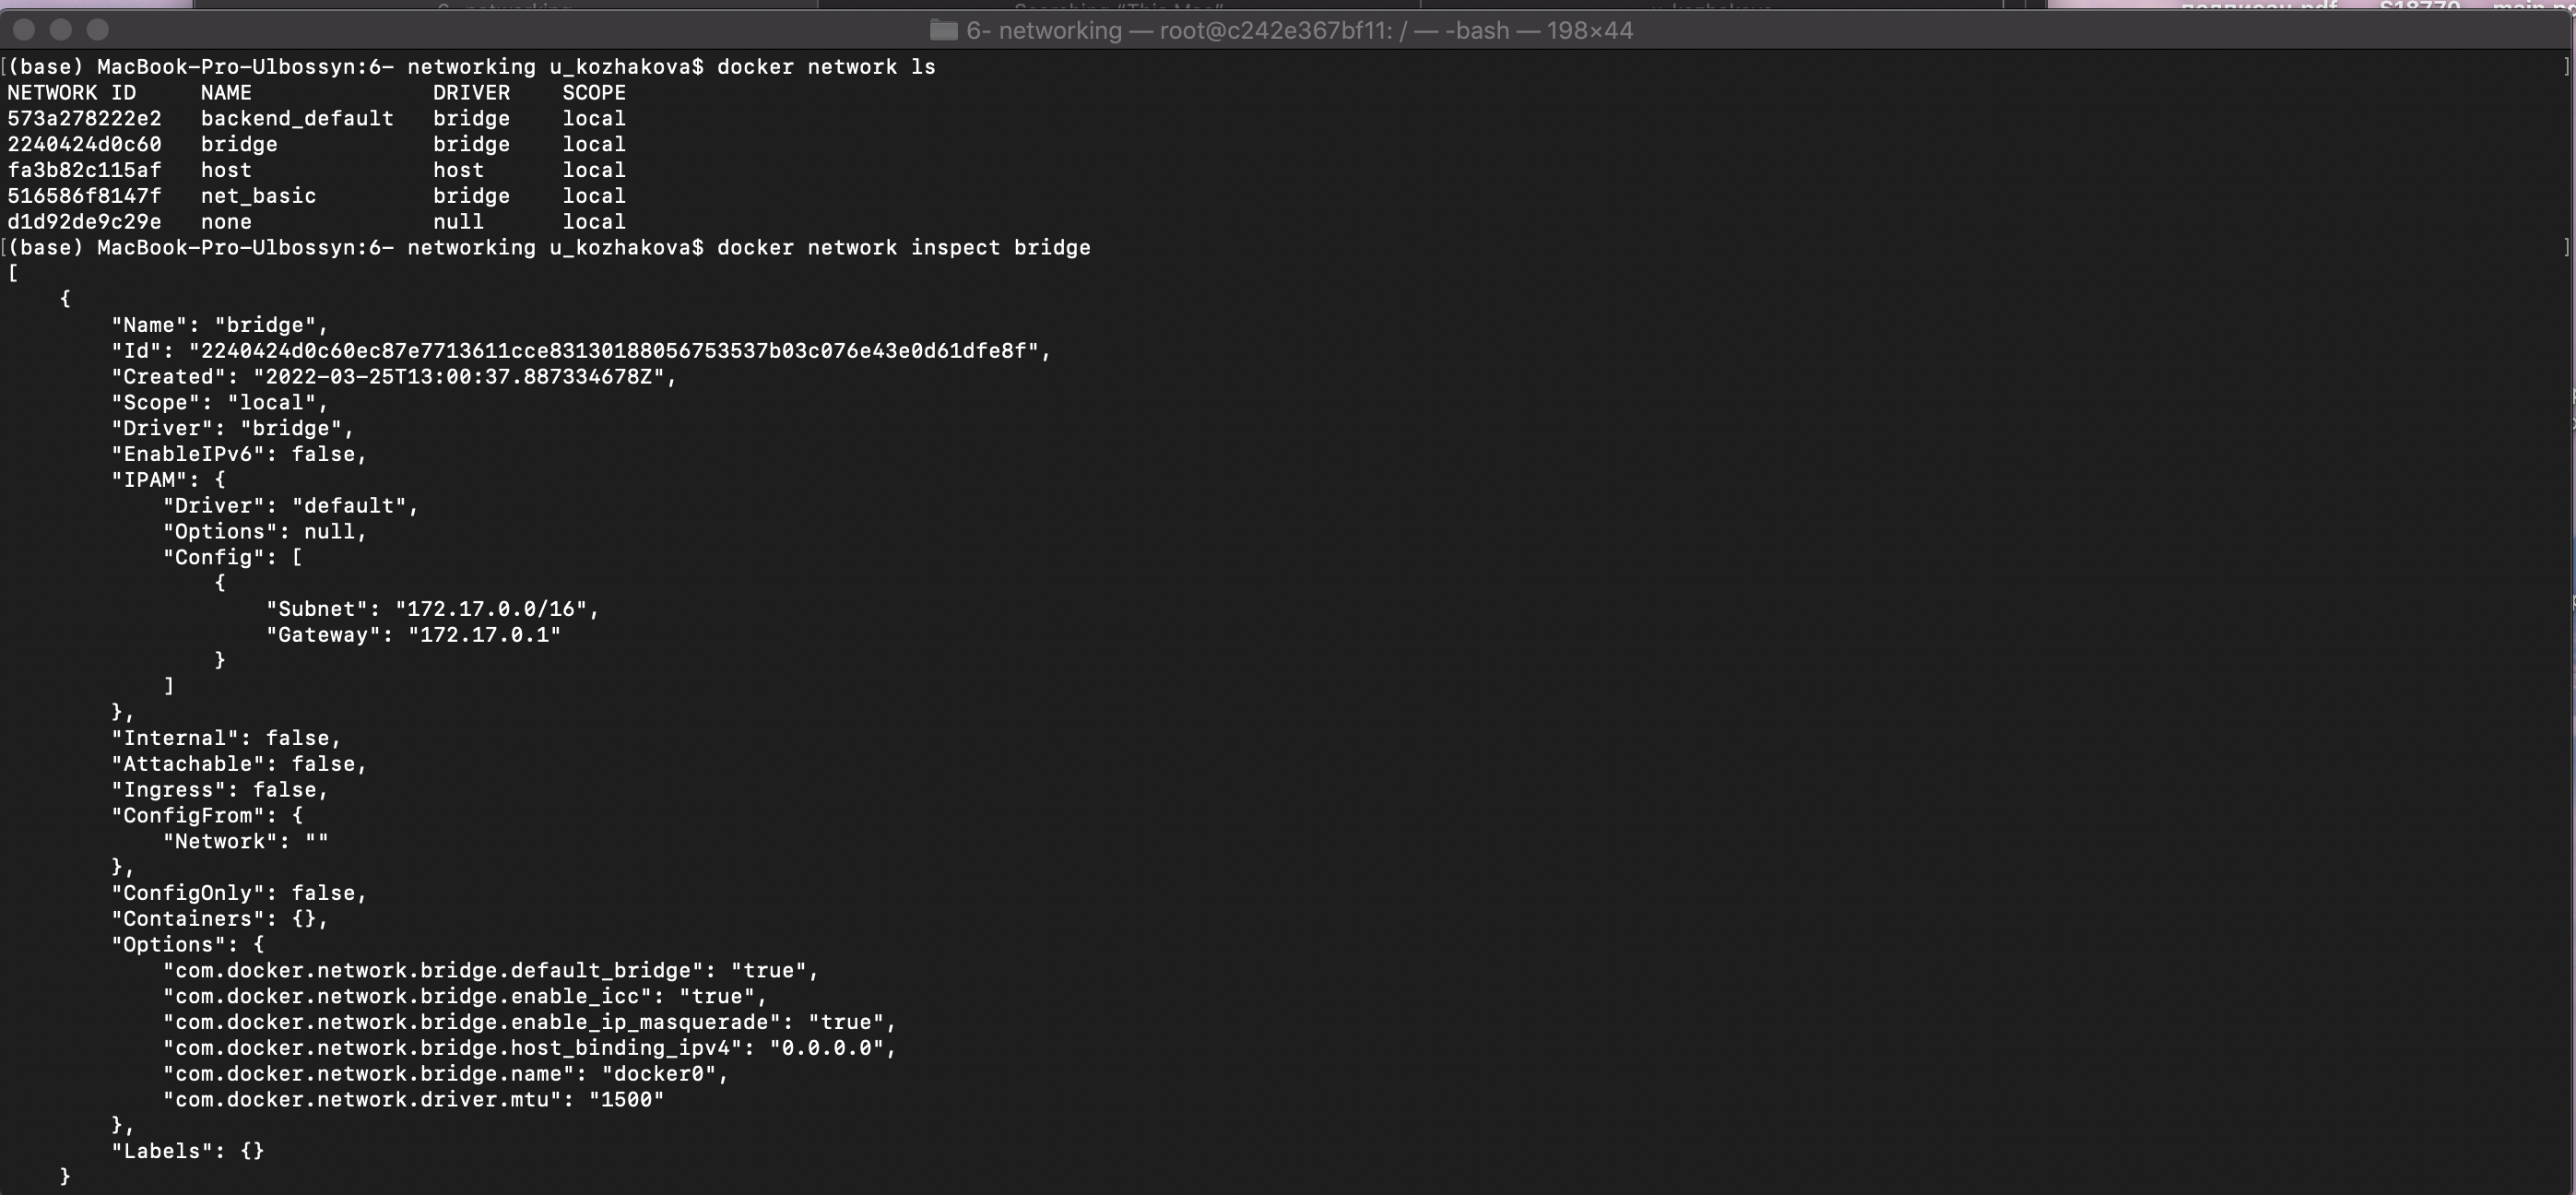 6- networking — root@c242e367bf11: / — -bash — 198×44
[(base) MacBook-Pro-Ulbossyn:6- networking u_kozhakova$ docker network ls ]
NETWORK ID NAME DRIVER SCOPE
573a278222e2 backend_default bridge local
2240424d0c60 bridge bridge local
fa3b82c115af host host local
516586f8147f net_basic bridge local
d1d92de9c29e none null local
[(base) MacBook-Pro-Ulbossyn:6- networking u_kozhakova$ docker network inspect bridge ]
[
    {
        "Name": "bridge",
        "Id": "2240424d0c60ec87e7713611cce83130188056753537b03c076e43e0d61dfe8f",
        "Created": "2022-03-25T13:00:37.887334678Z",
        "Scope": "local",
        "Driver": "bridge",
        "EnableIPv6": false,
        "IPAM": {
            "Driver": "default",
            "Options": null,
            "Config": [
                {
                    "Subnet": "172.17.0.0/16",
                    "Gateway": "172.17.0.1"
                }
            ]
        },
        "Internal": false,
        "Attachable": false,
        "Ingress": false,
        "ConfigFrom": {
            "Network": ""
        },
        "ConfigOnly": false,
        "Containers": {},
        "Options": {
            "com.docker.network.bridge.default_bridge": "true",
            "com.docker.network.bridge.enable_icc": "true",
            "com.docker.network.bridge.enable_ip_masquerade": "true",
            "com.docker.network.bridge.host_binding_ipv4": "0.0.0.0",
            "com.docker.network.bridge.name": "docker0",
            "com.docker.network.driver.mtu": "1500"
        },
        "Labels": {}
    }